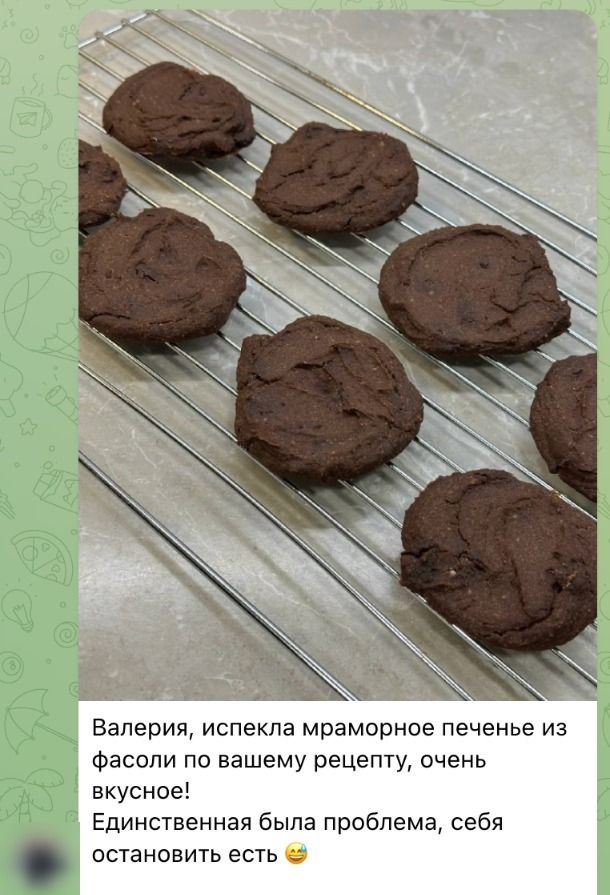 Валерия, испекла мраморное печенье из
фасоли по вашему рецепту, очень
вкусное!
Единственная была проблема, себя
остановить есть 😅